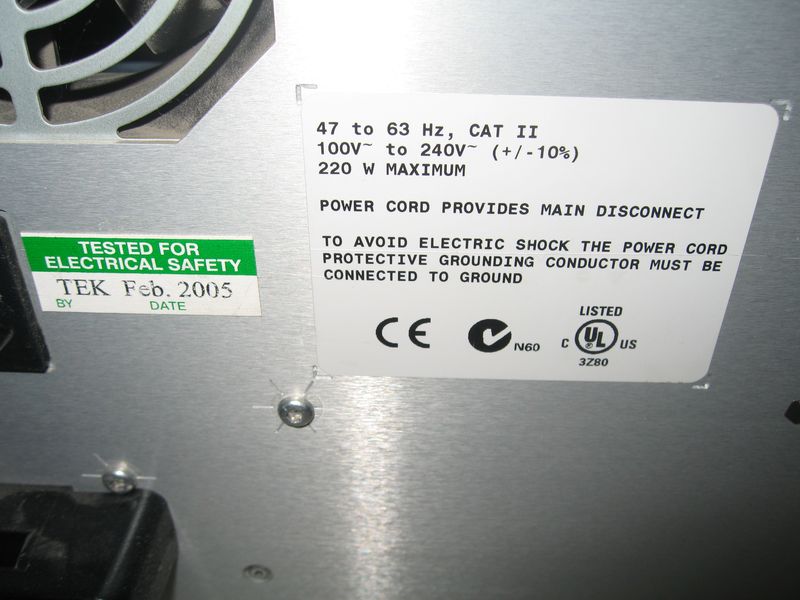 47 to 63 Hz, CAT II
100V~ to 240V~ (+/-10%)
220 W MAXIMUM
POWER CORD PROVIDES MAIN DISCONNECT
TO AVOID ELECTRIC SHOCK THE POWER CORD
PROTECTIVE GROUNDING CONDUCTOR MUST BE
CONNECTED TO GROUND
TESTED FOR
ELECTRICAL SAFETY
TEK Feb. 2005
BY DATE
CE
N60
LISTED
C UL US
®
3Z80